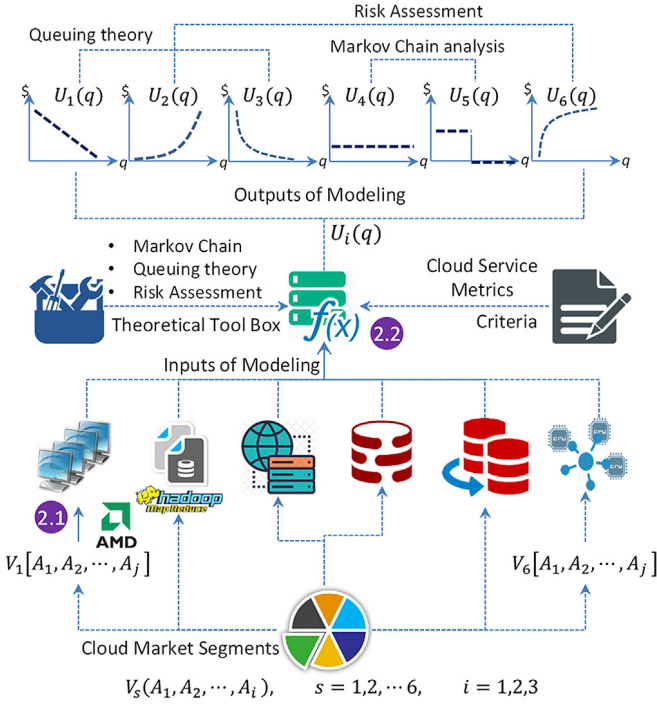 Risk Assessment
Queuing theory
Markov Chain analysis
$ U₁(q) $ U₂(q) $ U₃(q) $ U₄(q) $ U₅(q) $ U₆(q)
q q q q q q
Outputs of Modeling
Uᵢ(q)
• Markov Chain
• Queuing theory
• Risk Assessment
Theoretical Tool Box
Cloud Service
Metrics
Criteria
f(x)
2.2
Inputs of Modeling
CPU
CPU
CPU
hadoop
Map Reduce
2.1
AMD
V₁[A₁, A₂, ⋯, Aⱼ]
V₆[A₁, A₂, ⋯, Aⱼ]
Cloud Market Segments
Vₛ(A₁, A₂, ⋯, Aᵢ), s = 1,2, ⋯ 6, i = 1,2,3